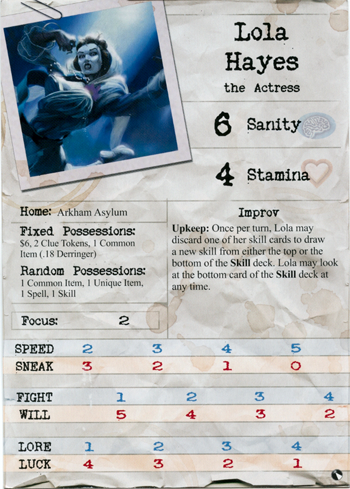 Lola
Hayes
the Actress
6 Sanity
4 Stamina
Home: Arkham Asylum
Fixed Possessions:
$6, 2 Clue Tokens, 1 Common
Item (.18 Derringer)
Random Possessions:
1 Common Item, 1 Unique Item,
1 Spell, 1 Skill
Focus: 2
Improv
Upkeep: Once per turn, Lola may
discard one of her skill cards to draw
a new skill from either the top or the
bottom of the Skill deck. Lola may look
at the bottom card of the Skill deck at
any time.
SPEED 2 3 4 5
SNEAK 3 2 1 0
FIGHT 1 2 3 4
WILL 5 4 3 2
LORE 1 2 3 4
LUCK 4 3 2 1